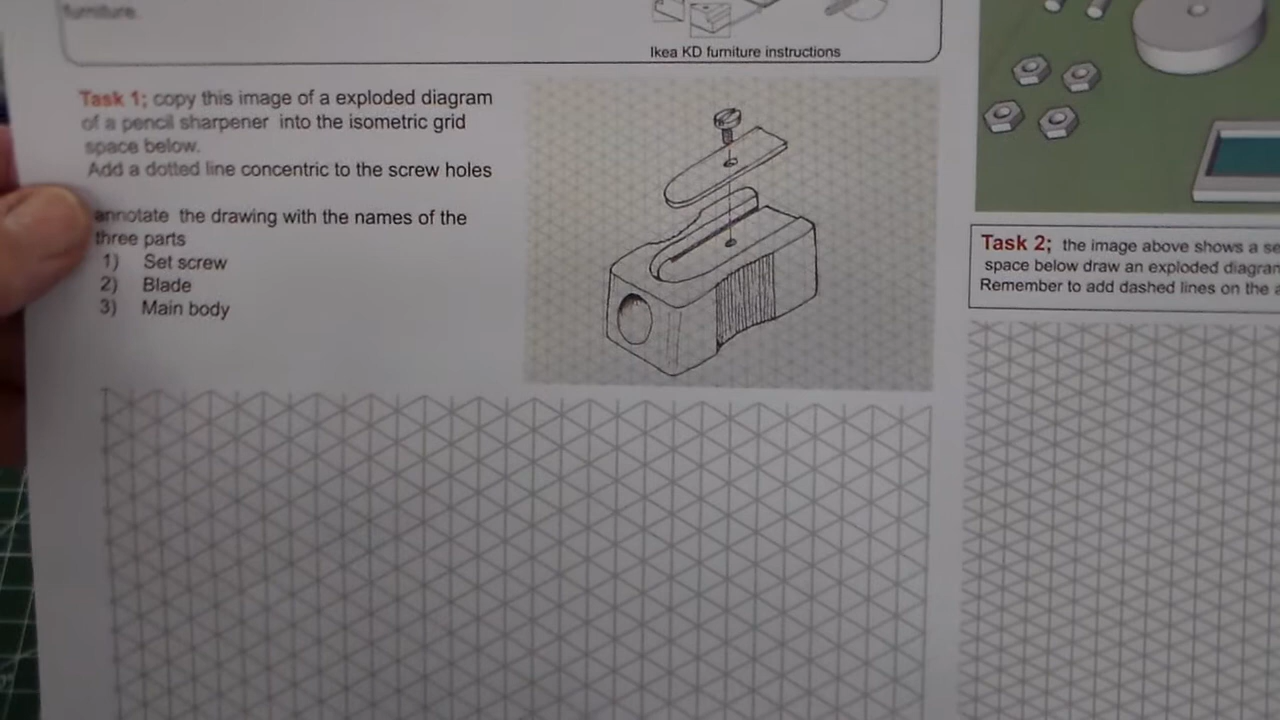 furniture.
Ikea KD furniture instructions
Task 1; copy this image of a exploded diagram
of a pencil sharpener into the isometric grid
space below.
Add a dotted line concentric to the screw holes
annotate the drawing with the names of the
three parts
1) Set screw
2) Blade
3) Main body
Task 2; the image above shows a se
space below draw an exploded diagran
Remember to add dashed lines on the a